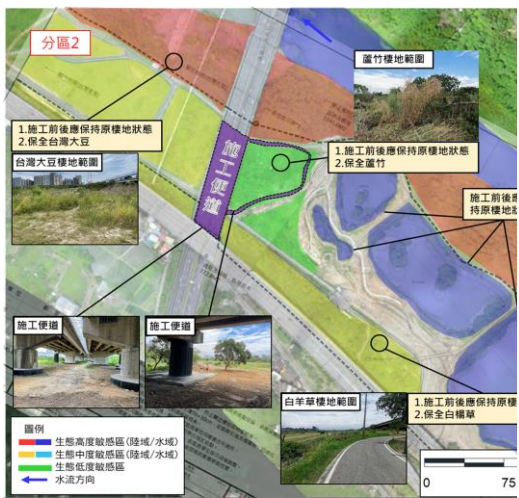 分區2
蘆竹棲地範圍
1.施工前後應保持原棲地狀態
2.保全台灣大豆
台灣大豆棲地範圍
施工便道
1.施工前後應保持原棲地狀態
2.保全蘆竹
施工前後應
持原棲地狀
施工便道
施工便道
白羊草棲地範圍
1.施工前後應保持原棲
2.保全白楊草
圖例
生態高度敏感區(陸域/水域)
生態中度敏感區(陸域/水域)
生態低度敏感區
水流方向
0 75